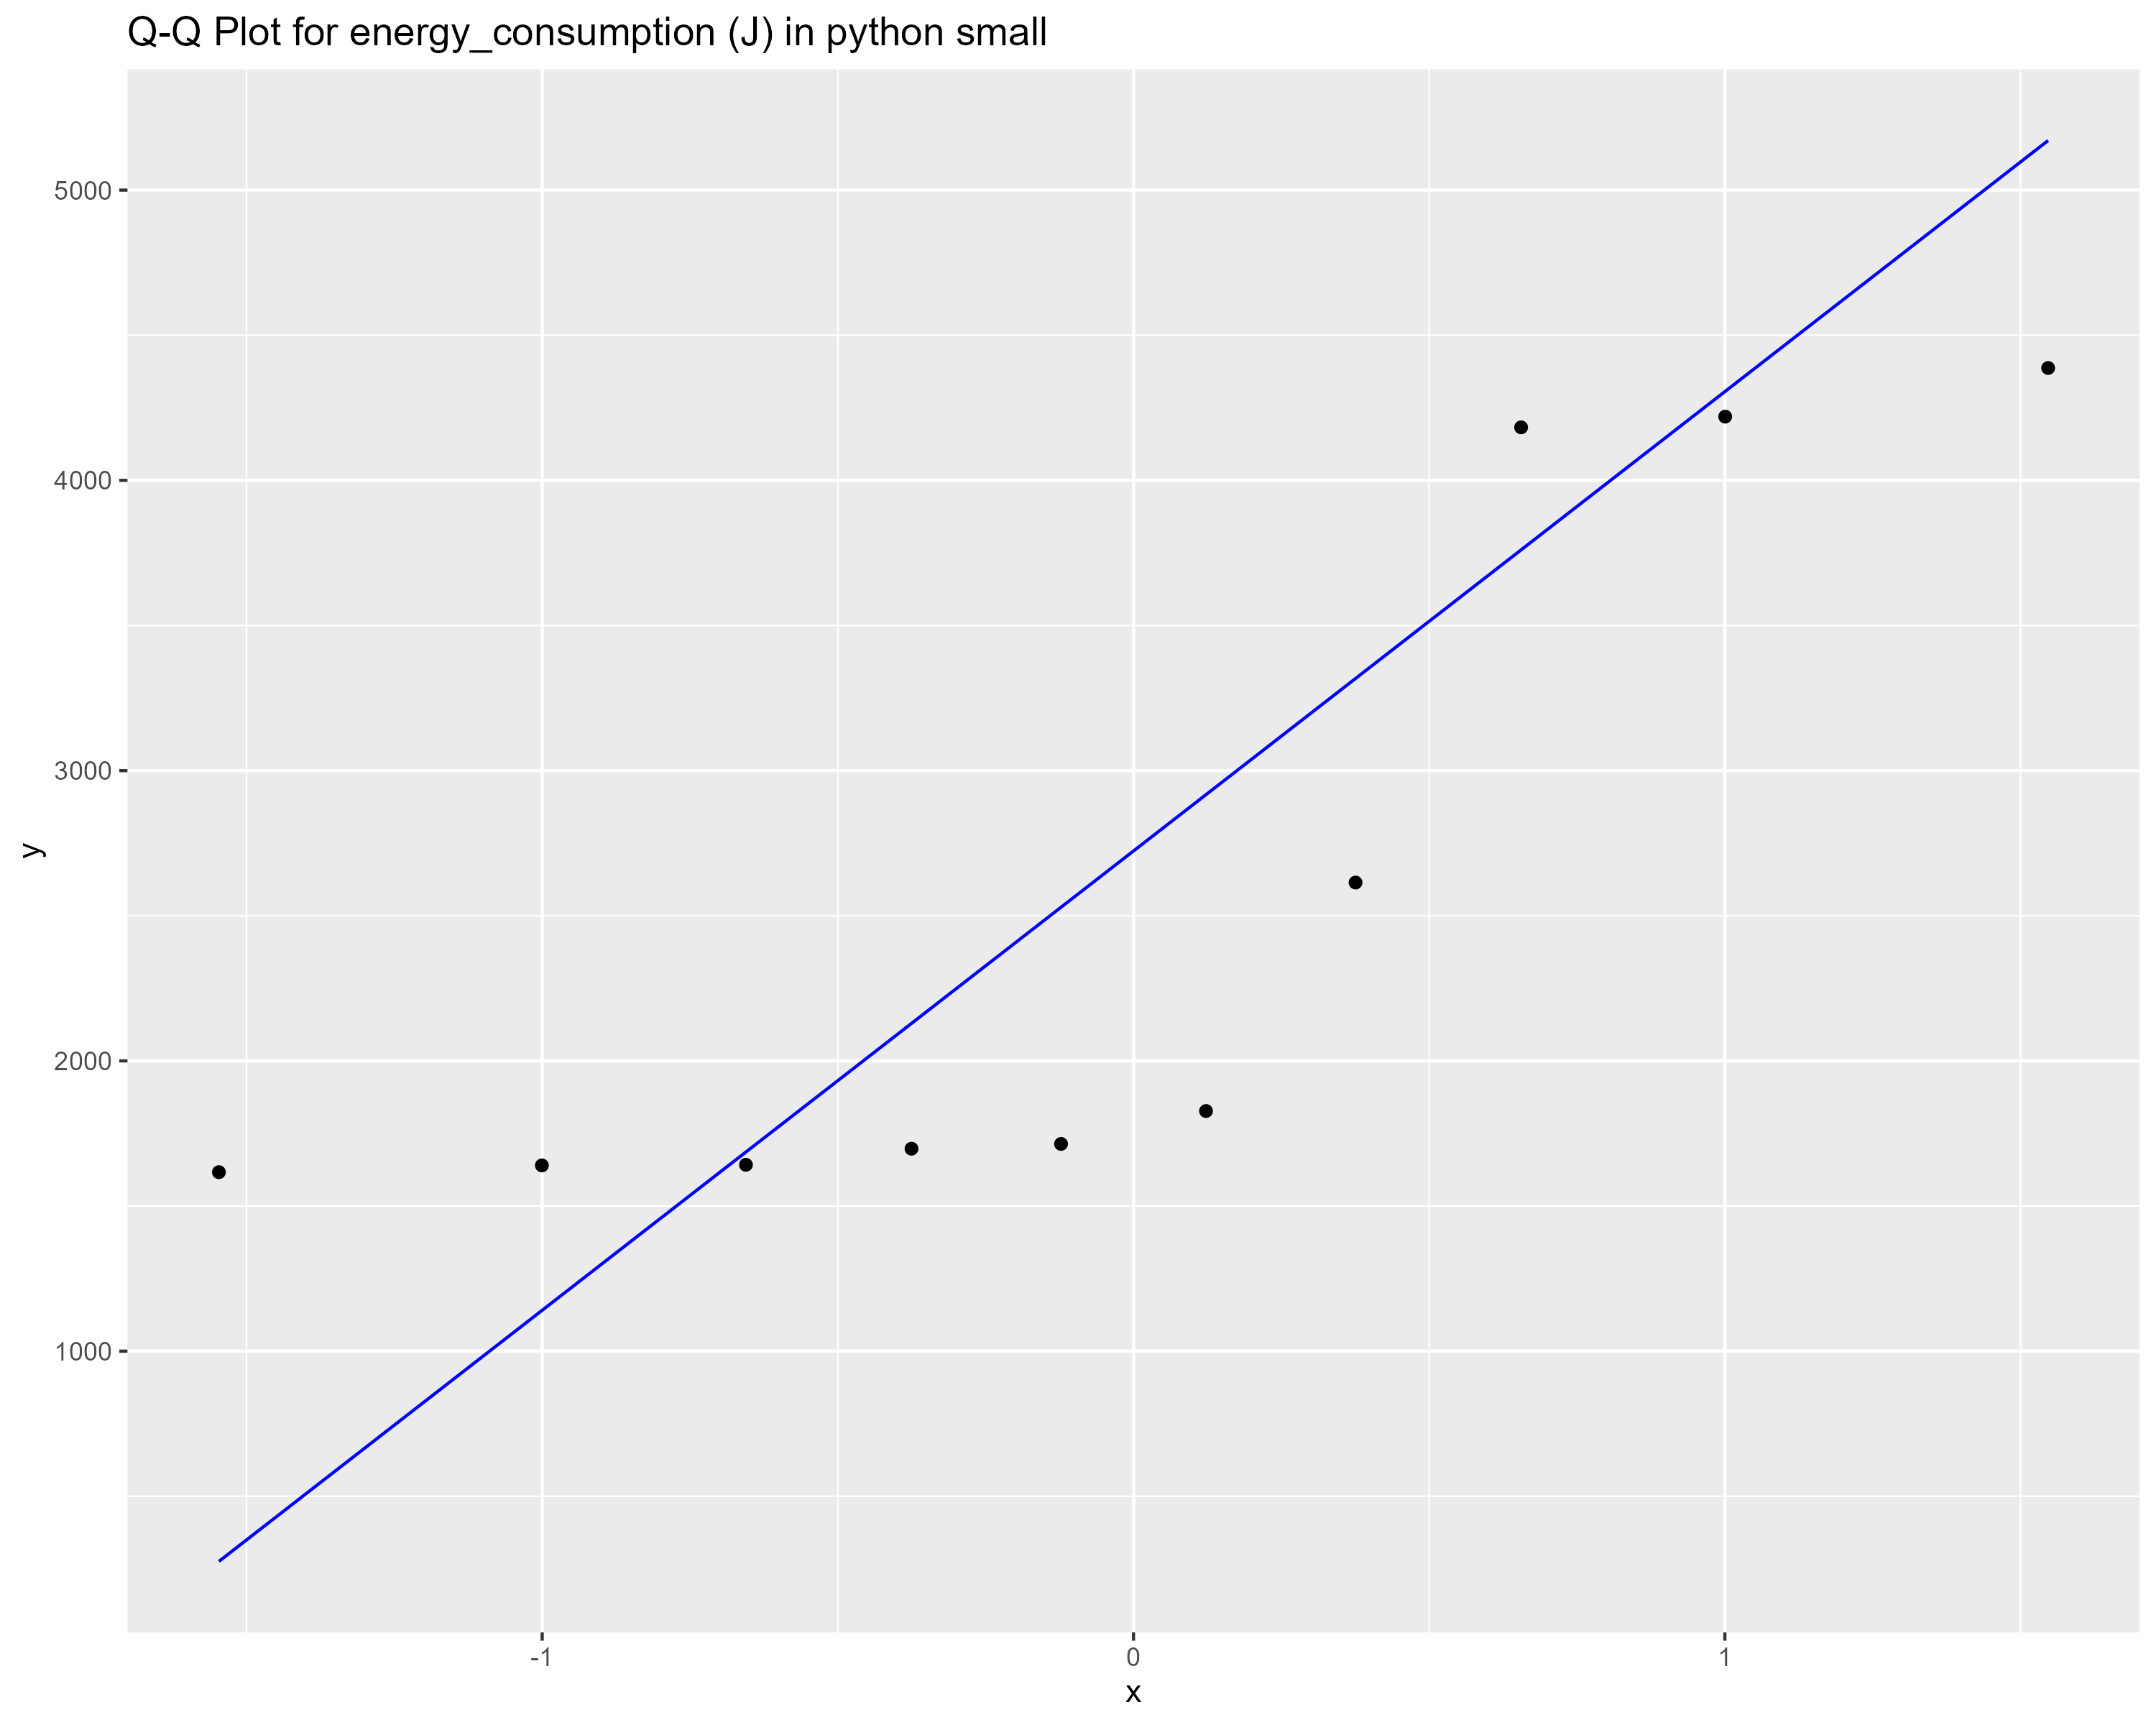 Q-Q Plot for energy_consumption (J) in python small
5000
4000
3000
2000
1000
y
-1
0
1
x